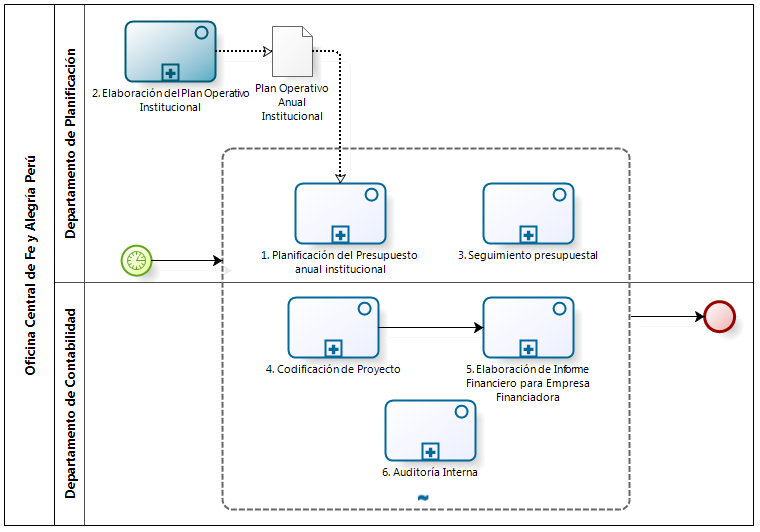 Oficina Central de Fe y Alegría Perú
Departamento de Planificación
2. Elaboración del Plan Operativo
Institucional
Plan Operativo
Anual
Institucional
1. Planificación del Presupuesto
anual institucional
3. Seguimiento presupuestal
Departamento de Contabilidad
4. Codificación de Proyecto
5. Elaboración de Informe
Financiero para Empresa
Financiadora
6. Auditoría Interna